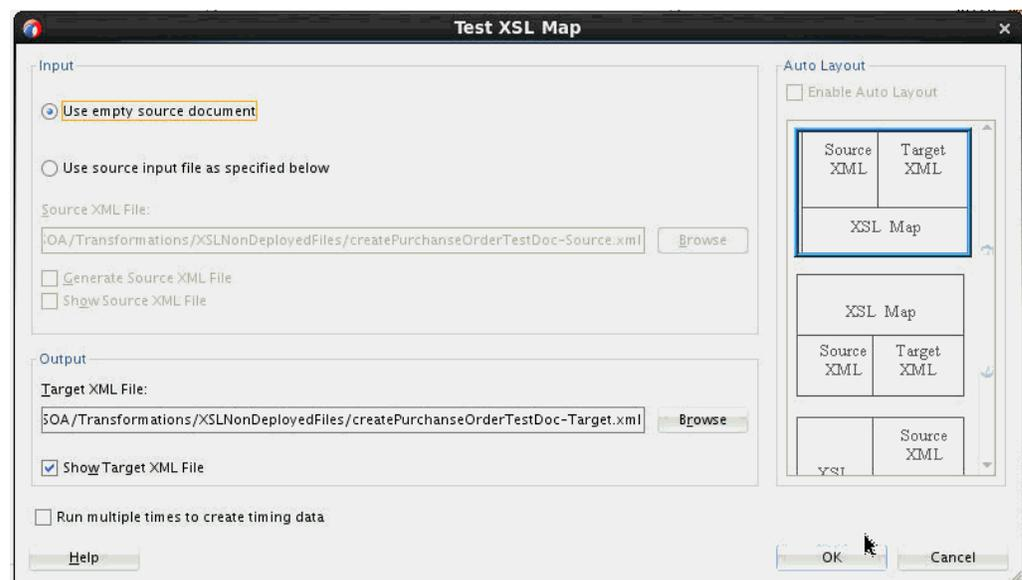 Test XSL Map
Input
Use empty source document
Use source input file as specified below
Source XML File:
OA/Transformations/XSLNonDeployedFiles/createPurchanseOrderTestDoc-Source.xml
Browse
Generate Source XML File
Show Source XML File
Output
Target XML File:
SOA/Transformations/XSLNonDeployedFiles/createPurchanseOrderTestDoc-Target.xml
Browse
Show Target XML File
Run multiple times to create timing data
Help
Auto Layout
Enable Auto Layout
Source XML
Target XML
XSL Map
XSL Map
Source XML
Target XML
Source XML
XSL
OK
Cancel